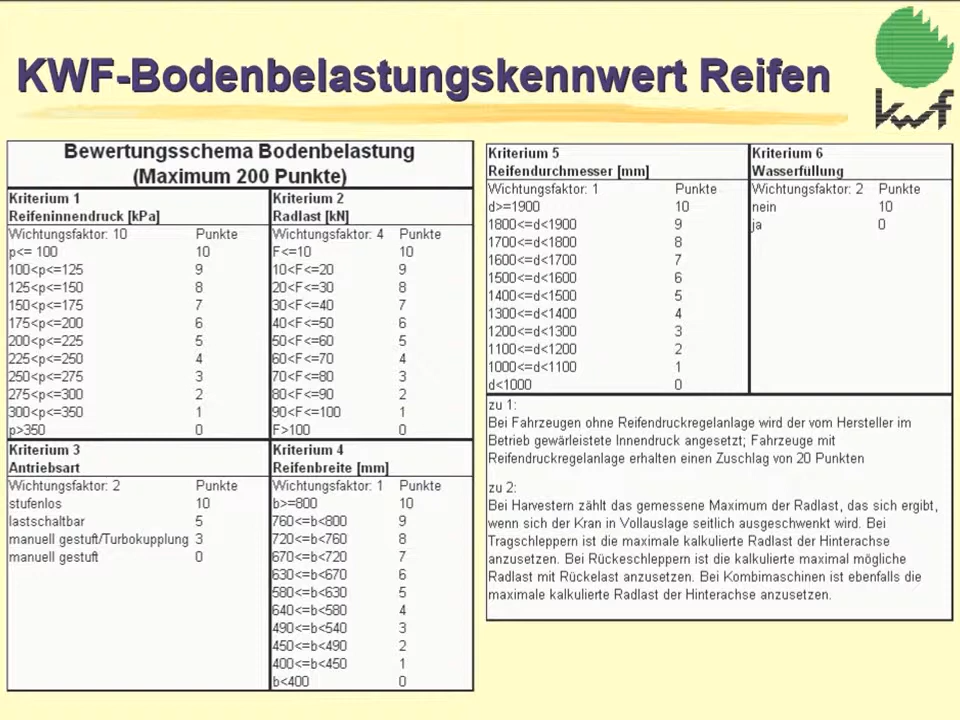 KWF-Bodenbelastungskennwert Reifen
kwf
Bewertungsschema Bodenbelastung
(Maximum 200 Punkte)
Kriterium 1
Reifeninnendruck [kPa]
Wichtungsfaktor: 10 Punkte
p<= 100 10
100<p<=125 9
125<p<=150 8
150<p<=175 7
175<p<=200 6
200<p<=225 5
225<p<=250 4
250<p<=275 3
275<p<=300 2
300<p<=350 1
p>350 0
Kriterium 2
Radlast [kN]
Wichtungsfaktor: 4 Punkte
F<=10 10
10<F<=20 9
20<F<=30 8
30<F<=40 7
40<F<=50 6
50<F<=60 5
60<F<=70 4
70<F<=80 3
80<F<=90 2
90<F<=100 1
F>100 0
Kriterium 3
Antriebsart
Wichtungsfaktor: 2 Punkte
stufenlos 10
lastschaltbar 5
manuell gestuft/Turbokupplung 3
manuell gestuft 0
Kriterium 4
Reifenbreite [mm]
Wichtungsfaktor: 1 Punkte
b>=800 10
760<=b<800 9
720<=b<760 8
670<=b<720 7
630<=b<670 6
580<=b<630 5
640<=b<580 4
490<=b<540 3
450<=b<490 2
400<=b<450 1
b<400 0
Kriterium 5
Reifendurchmesser [mm]
Wichtungsfaktor: 1 Punkte
d>=1900 10
1800<=d<1900 9
1700<=d<1800 8
1600<=d<1700 7
1500<=d<1600 6
1400<=d<1500 5
1300<=d<1400 4
1200<=d<1300 3
1100<=d<1200 2
1000<=d<1100 1
d<1000 0
Kriterium 6
Wasserfüllung
Wichtungsfaktor: 2 Punkte
nein 10
ja 0
zu 1:
Bei Fahrzeugen ohne Reifendruckregelanlage wird der vom Hersteller im
Betrieb gewärleistete Innendruck angesetzt; Fahrzeuge mit
Reifendruckregelanlage erhalten einen Zuschlag von 20 Punkten
zu 2:
Bei Harvestern zählt das gemessene Maximum der Radlast, das sich ergibt,
wenn sich der Kran in Vollauslage seitlich ausgeschwenkt wird. Bei
Tragschleppern ist die maximale kalkulierte Radlast der Hinterachse
anzusetzen. Bei Rückeschleppern ist die kalkulierte maximal mögliche
Radlast mit Rückelast anzusetzen. Bei Kombimaschinen ist ebenfalls die
maximale kalkulierte Radlast der Hinterachse anzusetzen.